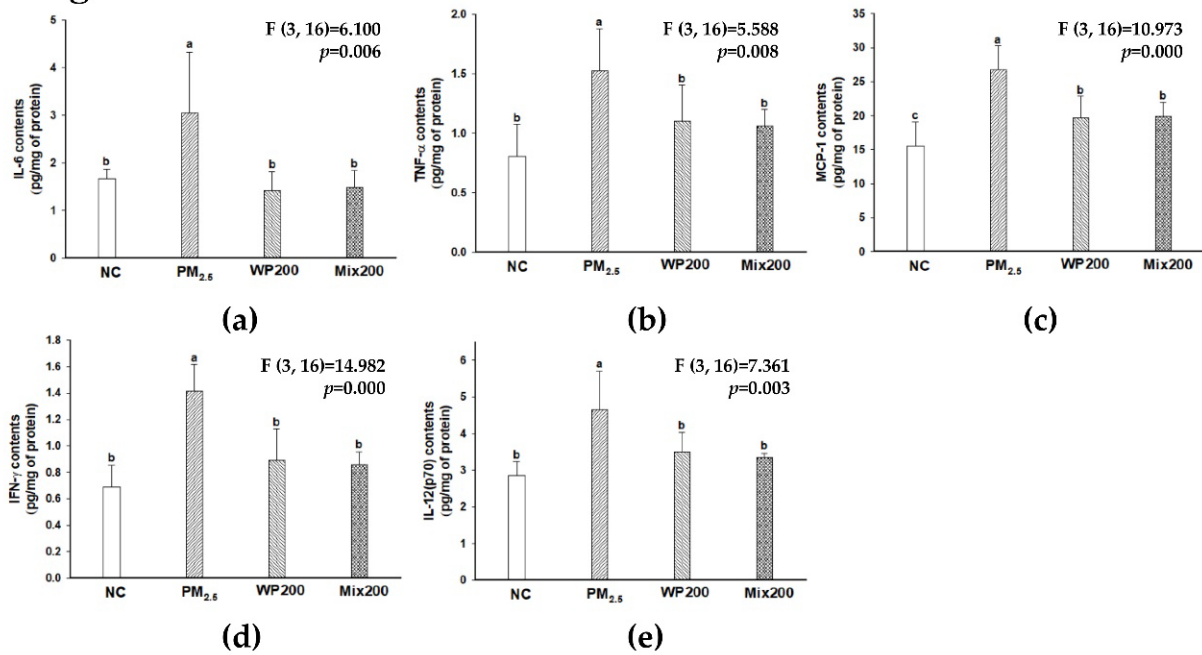 a
F (3, 16)=6.100
p=0.006
IL-6 contents
(pg/mg of protein)
6
5
4
3
2
1
0
b
b
b
NC PM2.5 WP200 Mix200
(a)
a
F (3, 16)=5.588
p=0.008
TNF-α contents
(pg/mg of protein)
2.0
1.5
1.0
0.5
0.0
b
b
b
NC PM2.5 WP200 Mix200
(b)
a
F (3, 16)=10.973
p=0.000
MCP-1 contents
(pg/mg of protein)
35
30
25
20
15
10
5
0
c
b
b
NC PM2.5 WP200 Mix200
(c)
a
F (3, 16)=14.982
p=0.000
IFN-γ contents
(pg/mg of protein)
1.8
1.6
1.4
1.2
1.0
0.8
0.6
0.4
0.2
0.0
b
b
b
NC PM2.5 WP200 Mix200
(d)
a
F (3, 16)=7.361
p=0.003
IL-12(p70) contents
(pg/mg of protein)
6
5
4
3
2
1
0
b
b
b
NC PM2.5 WP200 Mix200
(e)